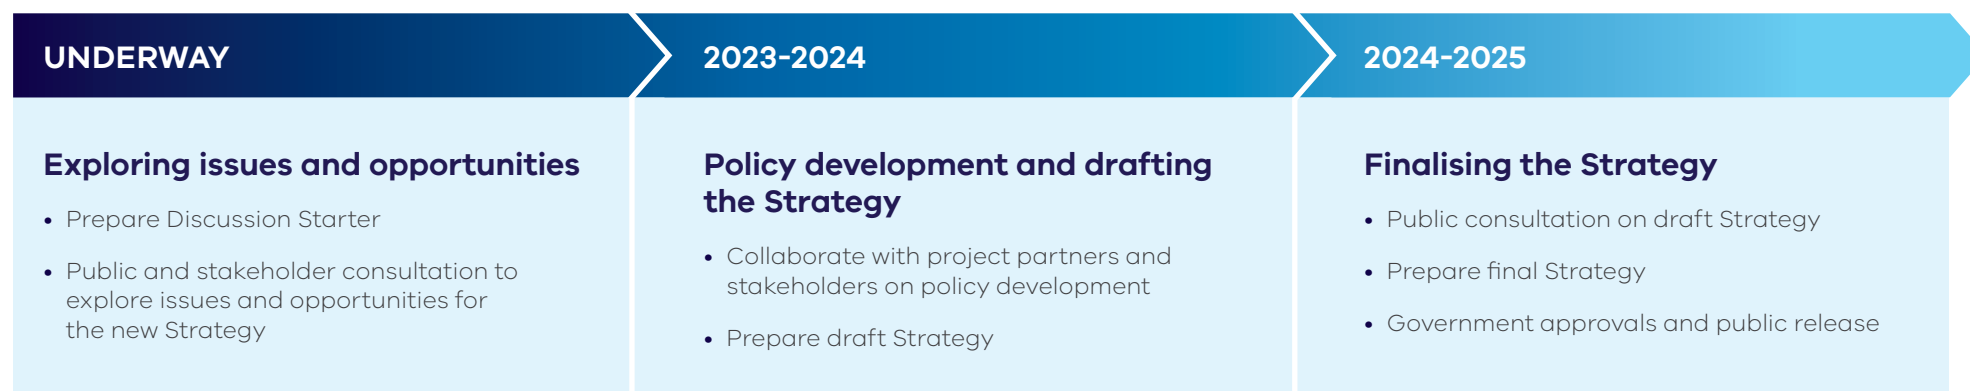 UNDERWAY
Exploring issues and opportunities
• Prepare Discussion Starter
• Public and stakeholder consultation to
explore issues and opportunities for
the new Strategy
2023-2024
Policy development and drafting
the Strategy
• Collaborate with project partners and
stakeholders on policy development
• Prepare draft Strategy
2024-2025
Finalising the Strategy
• Public consultation on draft Strategy
• Prepare final Strategy
• Government approvals and public release